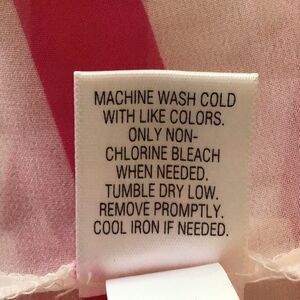 MACHINE WASH COLD
WITH LIKE COLORS.
ONLY NON-
CHLORINE BLEACH
WHEN NEEDED.
TUMBLE DRY LOW.
REMOVE PROMPTLY.
COOL IRON IF NEEDED.